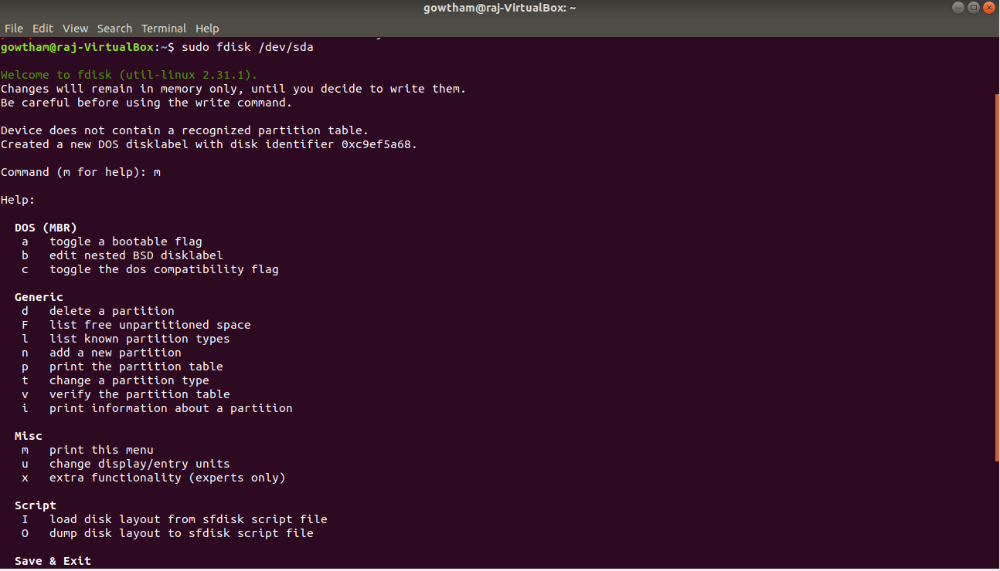 gowtham@raj-VirtualBox: ~
File Edit View Search Terminal Help
gowtham@raj-VirtualBox:~$ sudo fdisk /dev/sda
Welcome to fdisk (util-linux 2.31.1).
Changes will remain in memory only, until you decide to write them.
Be careful before using the write command.
Device does not contain a recognized partition table.
Created a new DOS disklabel with disk identifier 0xc9ef5a68.
Command (m for help): m
Help:
DOS (MBR)
a toggle a bootable flag
b edit nested BSD disklabel
c toggle the dos compatibility flag
Generic
d delete a partition
F list free unpartitioned space
l list known partition types
n add a new partition
p print the partition table
t change a partition type
v verify the partition table
i print information about a partition
Misc
m print this menu
u change display/entry units
x extra functionality (experts only)
Script
I load disk layout from sfdisk script file
O dump disk layout to sfdisk script file
Save & Exit